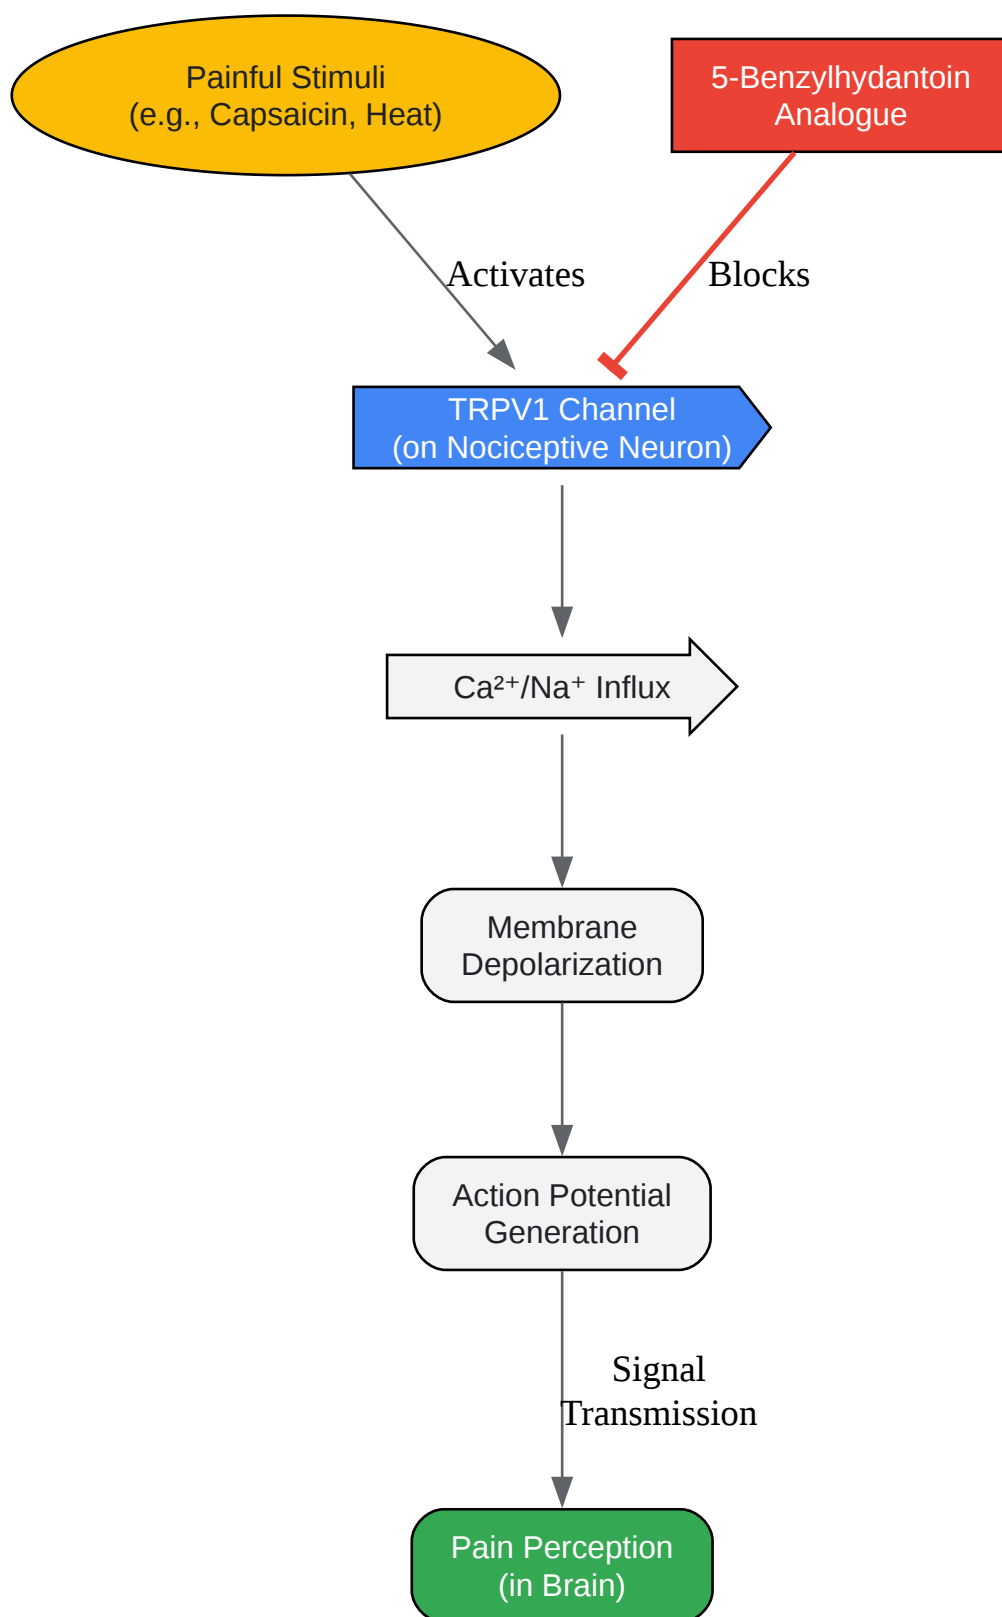 Painful Stimuli
(e.g., Capsaicin, Heat)
5-Benzylhydantoin
Analogue
Activates
Blocks
TRPV1 Channel
(on Nociceptive Neuron)
Ca²⁺/Na⁺ Influx
Membrane
Depolarization
Action Potential
Generation
Signal
Transmission
Pain Perception
(in Brain)